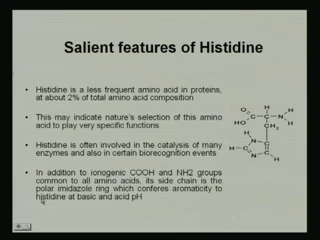 Salient features of Histidine
• Histidine is a less frequent amino acid in proteins,
at about 2% of total amino acid composition
• This may indicate nature's selection of this amino
acid to play very specific functions
• Histidine is often involved in the catalysis of many
enzymes and also in certain biorecognition events
• In addition to ionogenic COOH and NH2 groups
common to all amino acids, its side chain is the
polar imidazole ring which conferes aromaticity to
histidine at basic and acid pH
O H H
C C N
HO H
CH2
H C
N C
C N H
H